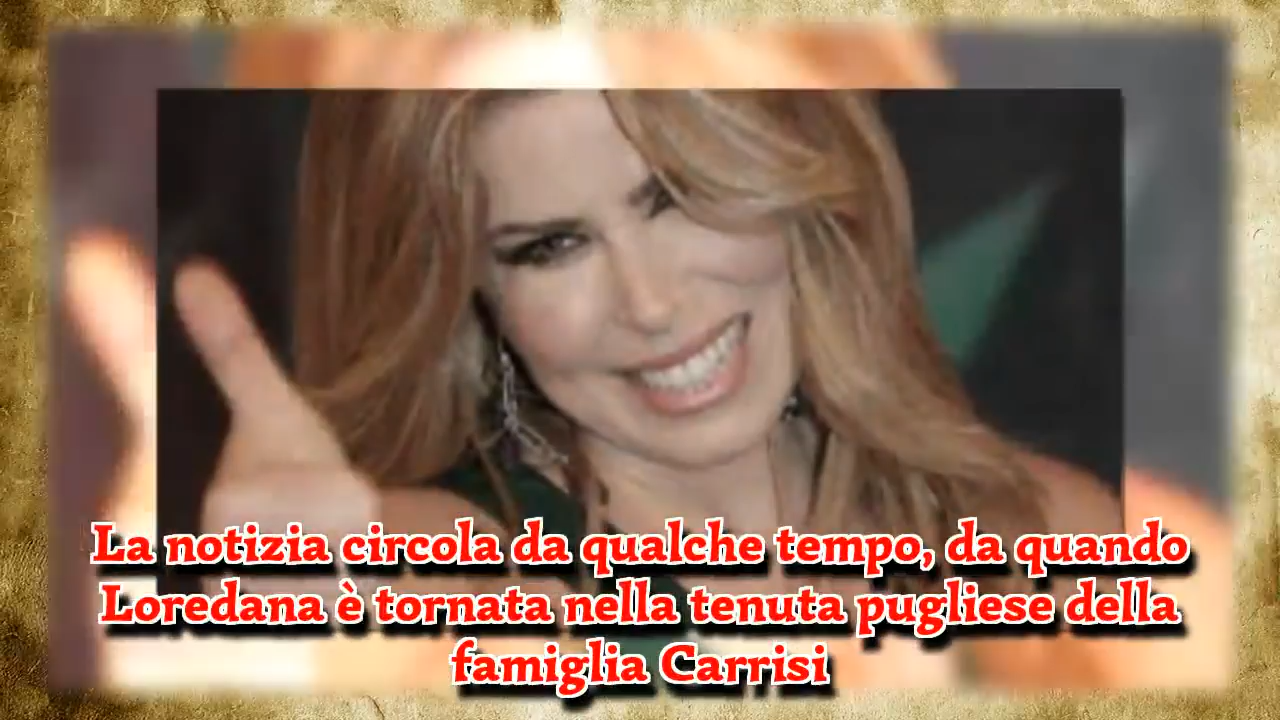 La notizia circola da qualche tempo, da quando
Loredana è tornata nella tenuta pugliese della
famiglia Carrisi